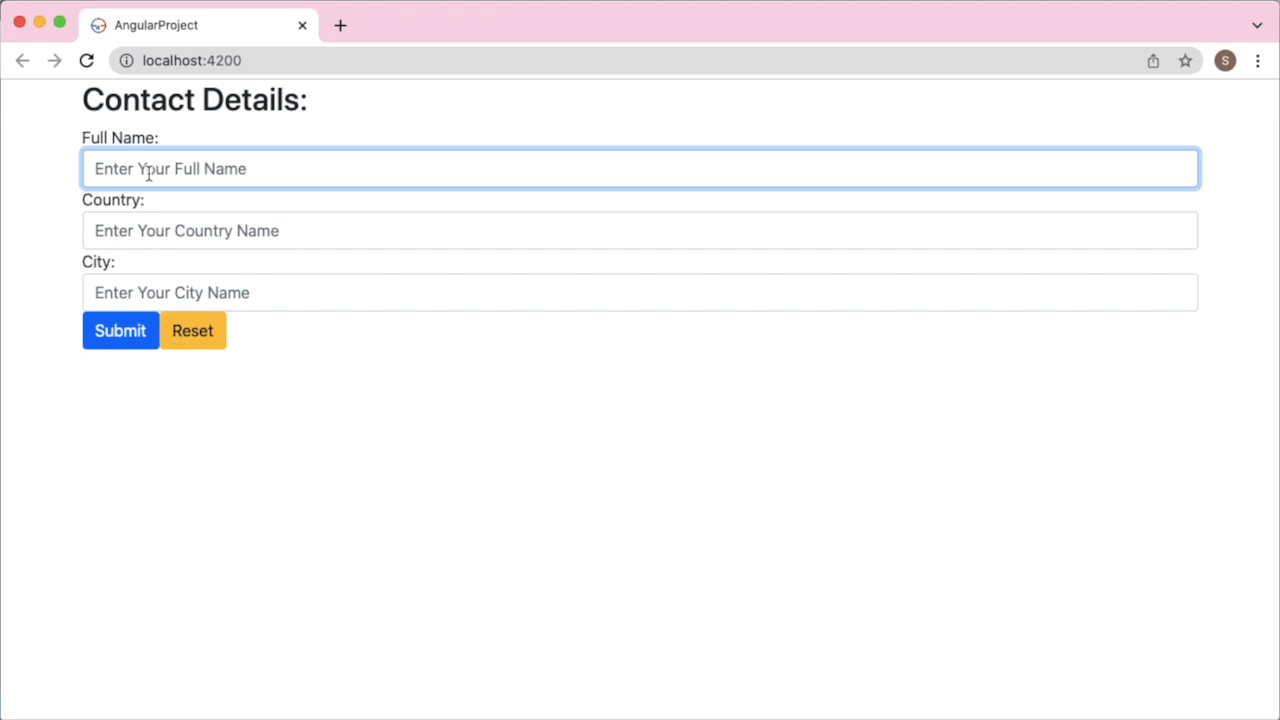 AngularProject
localhost:4200
S
Contact Details:
Full Name:
Enter Your Full Name
Country:
Enter Your Country Name
City:
Enter Your City Name
Submit Reset